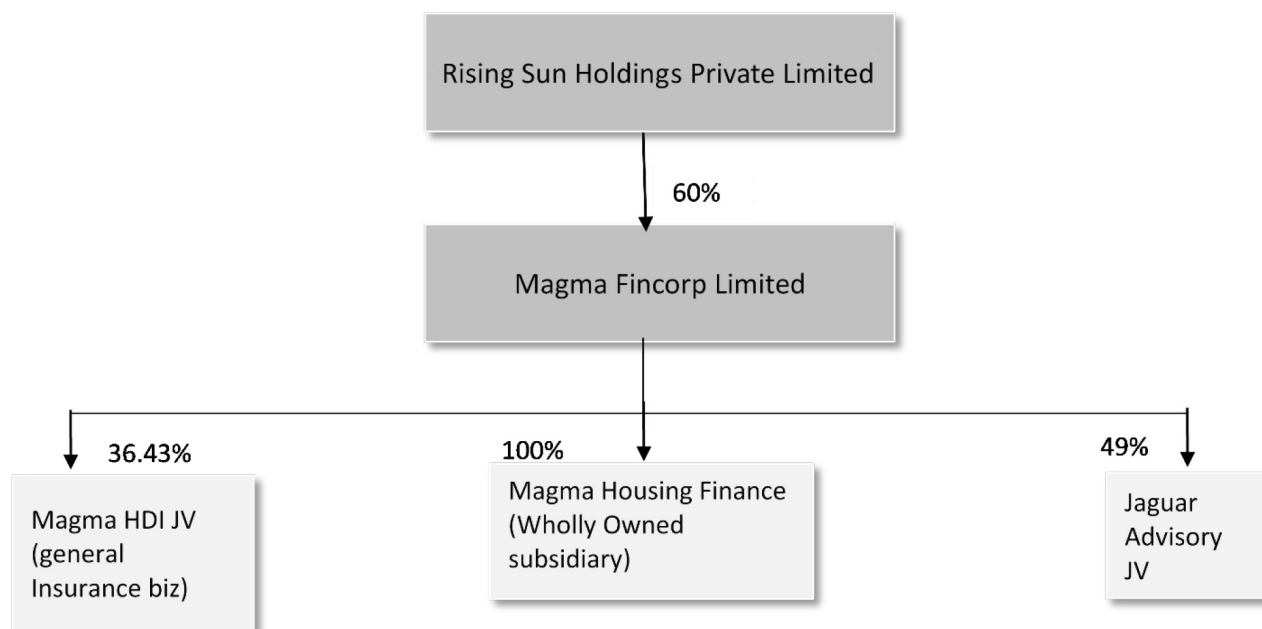 Rising Sun Holdings Private Limited
60%
Magma Fincorp Limited
36.43%
100%
49%
Magma HDI JV
(general
Insurance biz)
Magma Housing Finance
(Wholly Owned
subsidiary)
Jaguar
Advisory
JV